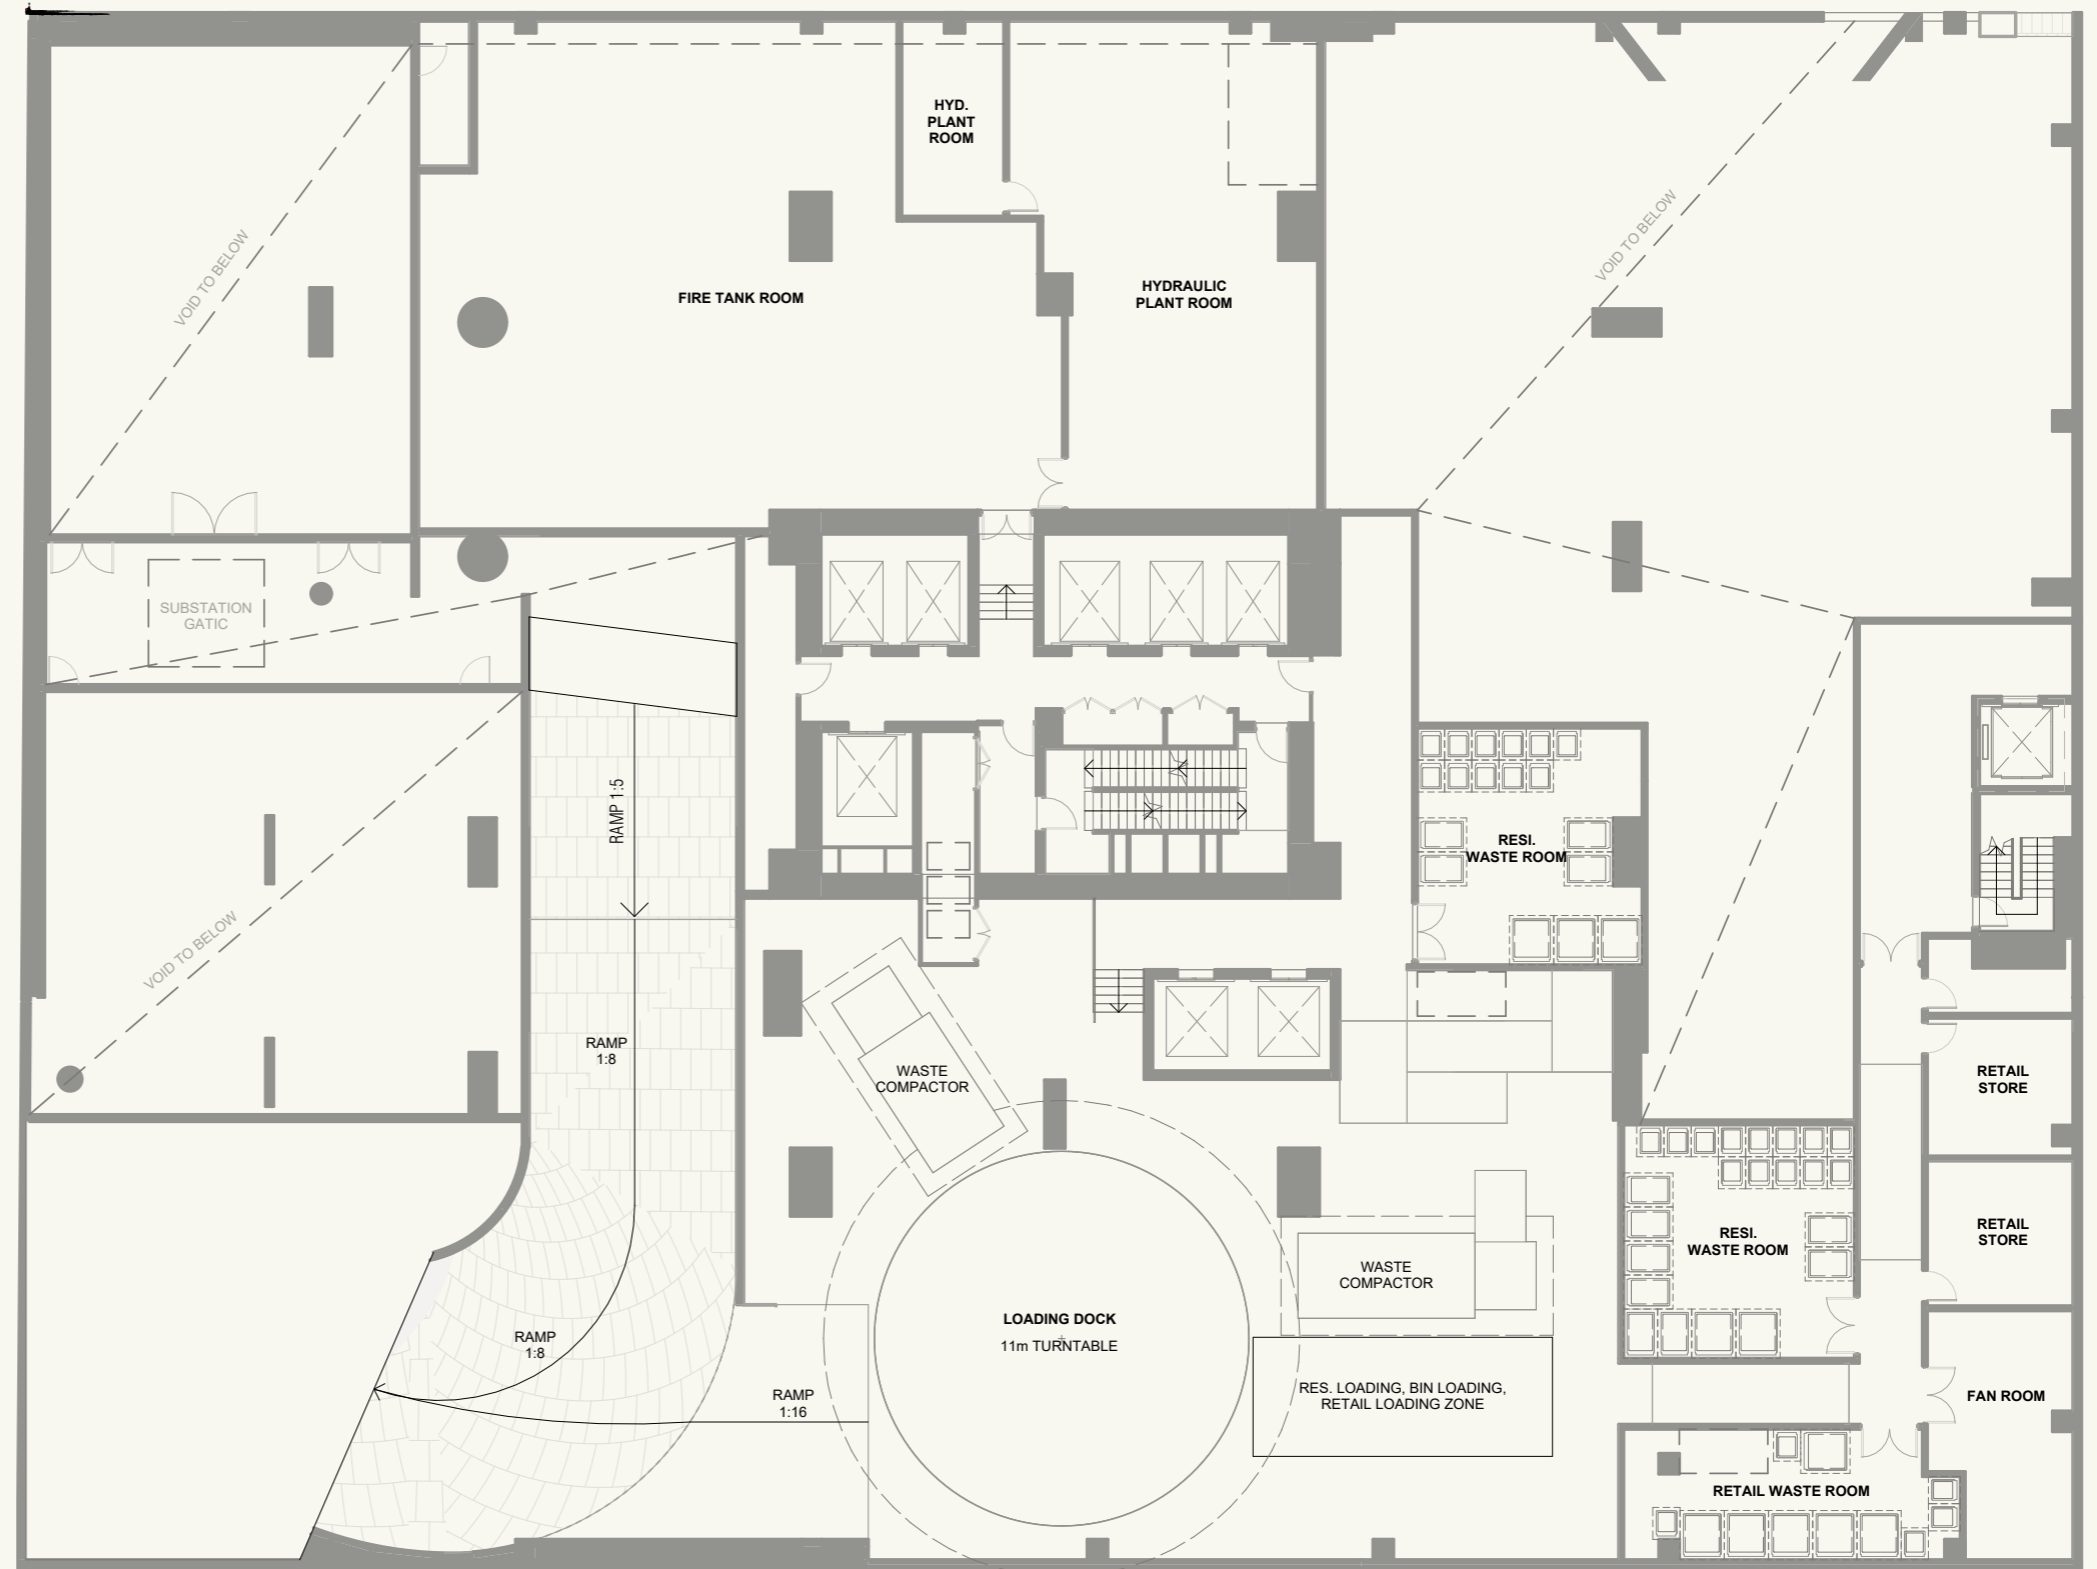 HYD.
PLANT
ROOM
VOID TO BELOW
VOID TO BELOW
FIRE TANK ROOM
HYDRAULIC
PLANT ROOM
SUBSTATION
GATIC
RAMP 1:5
RESI.
WASTE ROOM
VOID TO BELOW
RAMP
1:8
WASTE
COMPACTOR
RETAIL
STORE
RESI.
WASTE ROOM
RETAIL
STORE
WASTE
COMPACTOR
LOADING DOCK
11m TURNTABLE
RAMP
1:8
RAMP
1:16
RES. LOADING, BIN LOADING,
RETAIL LOADING ZONE
FAN ROOM
RETAIL WASTE ROOM